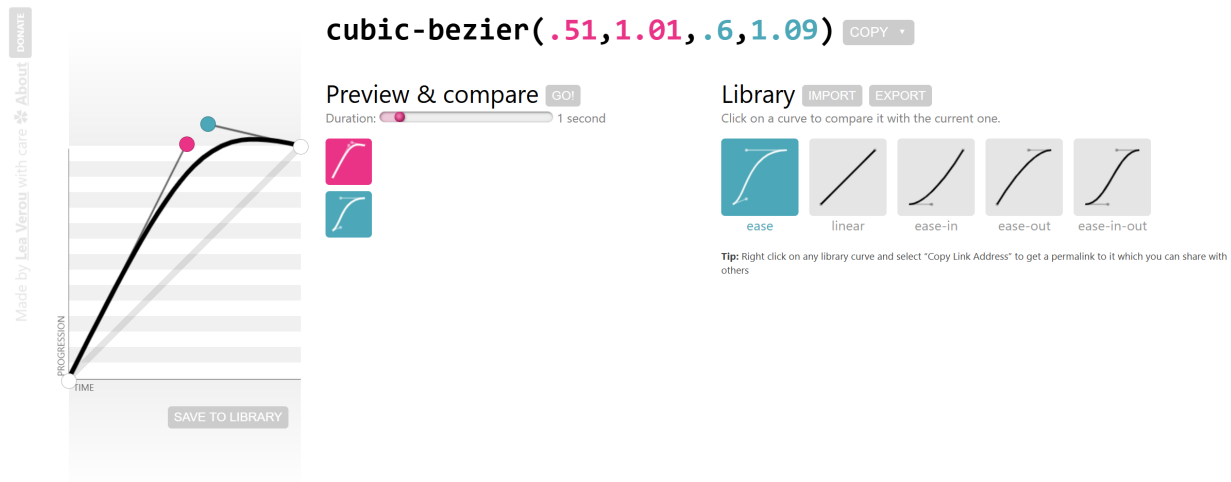 cubic-bezier(.51,1.01,.6,1.09) COPY
Made by Lea Verou with care ✽ About DONATE
PROGRESSION
TIME
SAVE TO LIBRARY
Preview & compare GO!
Duration: 1 second
Library IMPORT EXPORT
Click on a curve to compare it with the current one.
ease linear ease-in ease-out ease-in-out
Tip: Right click on any library curve and select "Copy Link Address" to get a permalink to it which you can share with
others